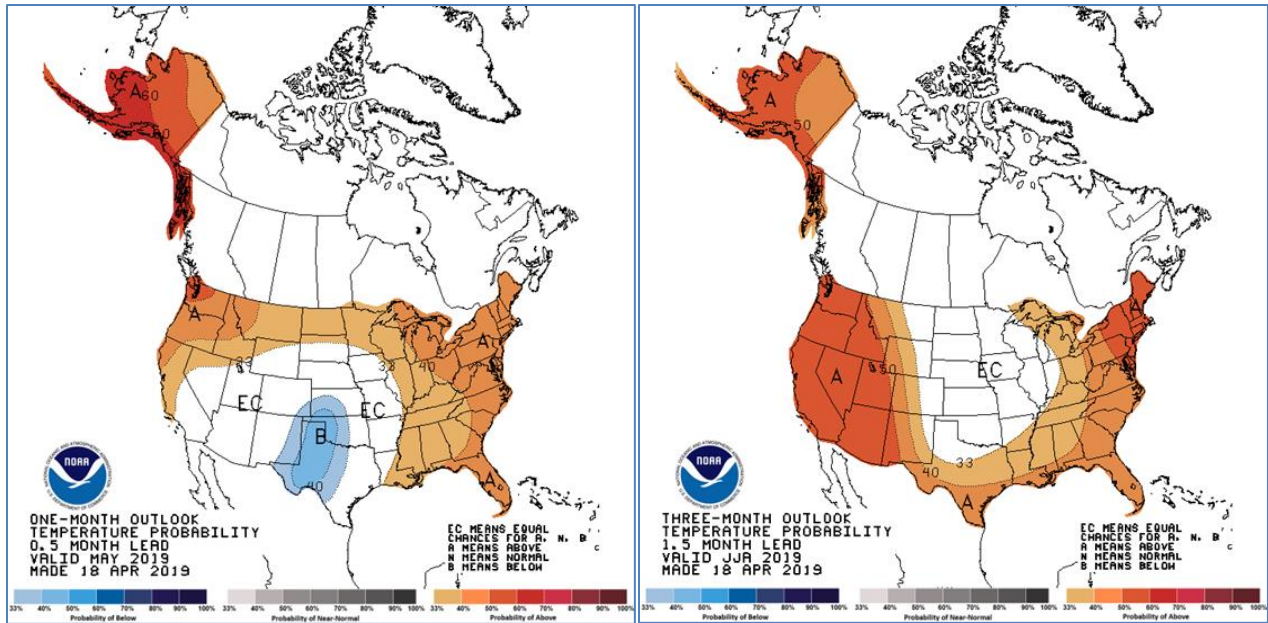 A
60
50
A
33
33
40
A
EC
EC
B
40
A
NOAA
ONE-MONTH OUTLOOK
TEMPERATURE PROBABILITY
0.5 MONTH LEAD
VALID MAY 2019
MADE 18 APR 2019
EC MEANS EQUAL
CHANCES FOR A, N, B
A MEANS ABOVE
N MEANS NORMAL
B MEANS BELOW
33% 40% 50% 60% 70% 80% 90% 100%
Probability of Below
33% 40% 50% 60% 70% 80% 90% 100%
Probability of Near-Normal
33% 40% 50% 60% 70% 80% 90% 100%
Probability of Above
A
50
A
50
EC
A
40
33
A
NOAA
THREE-MONTH OUTLOOK
TEMPERATURE PROBABILITY
1.5 MONTH LEAD
VALID JJA 2019
MADE 18 APR 2019
EC MEANS EQUAL
CHANCES FOR A, N, B
A MEANS ABOVE
N MEANS NORMAL
B MEANS BELOW
33% 40% 50% 60% 70% 80% 90% 100%
Probability of Below
33% 40% 50% 60% 70% 80% 90% 100%
Probability of Near-Normal
33% 40% 50% 60% 70% 80% 90% 100%
Probability of Above